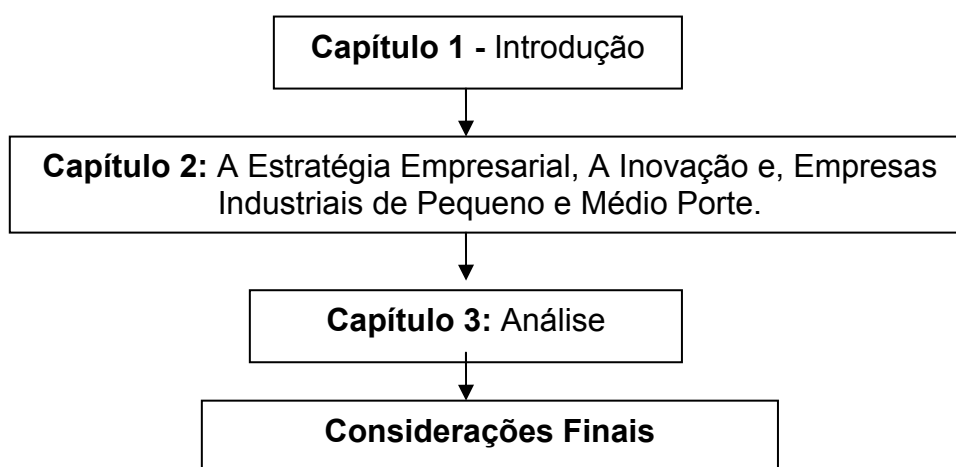 Capítulo 1 - Introdução
Capítulo 2: A Estratégia Empresarial, A Inovação e, Empresas
Industriais de Pequeno e Médio Porte.
Capítulo 3: Análise
Considerações Finais